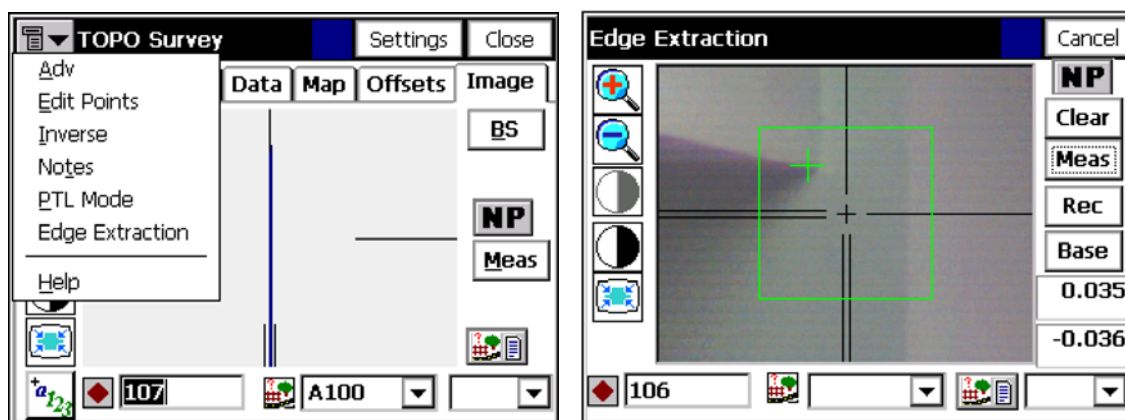 TOPO Survey Settings Close
Adv
Edit Points
Inverse
Notes
PTL Mode
Edge Extraction
Help
Data Map Offsets Image
BS
NP
Meas
+a123 107 A100
Edge Extraction Cancel
NP
Clear
Meas
Rec
Base
0.035
-0.036
106